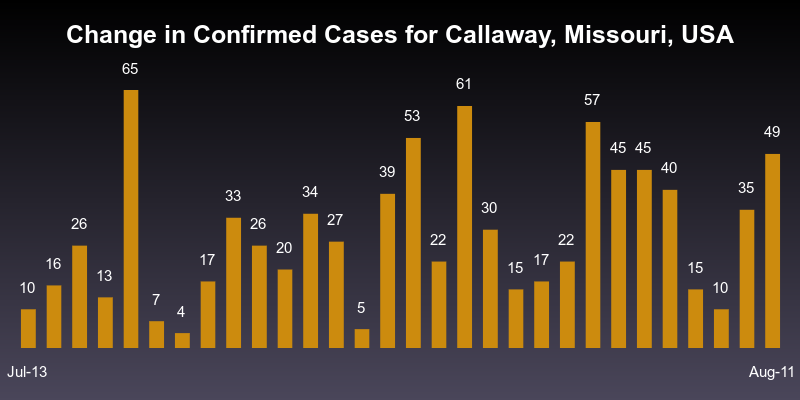 Change in Confirmed Cases for Callaway, Missouri, USA
10 16 26 13 65 7 4 17 33 26 20 34 27 5 39 53 22 61 30 15 17 22 57 45 45 40 15 10 35 49
Jul-13 Aug-11